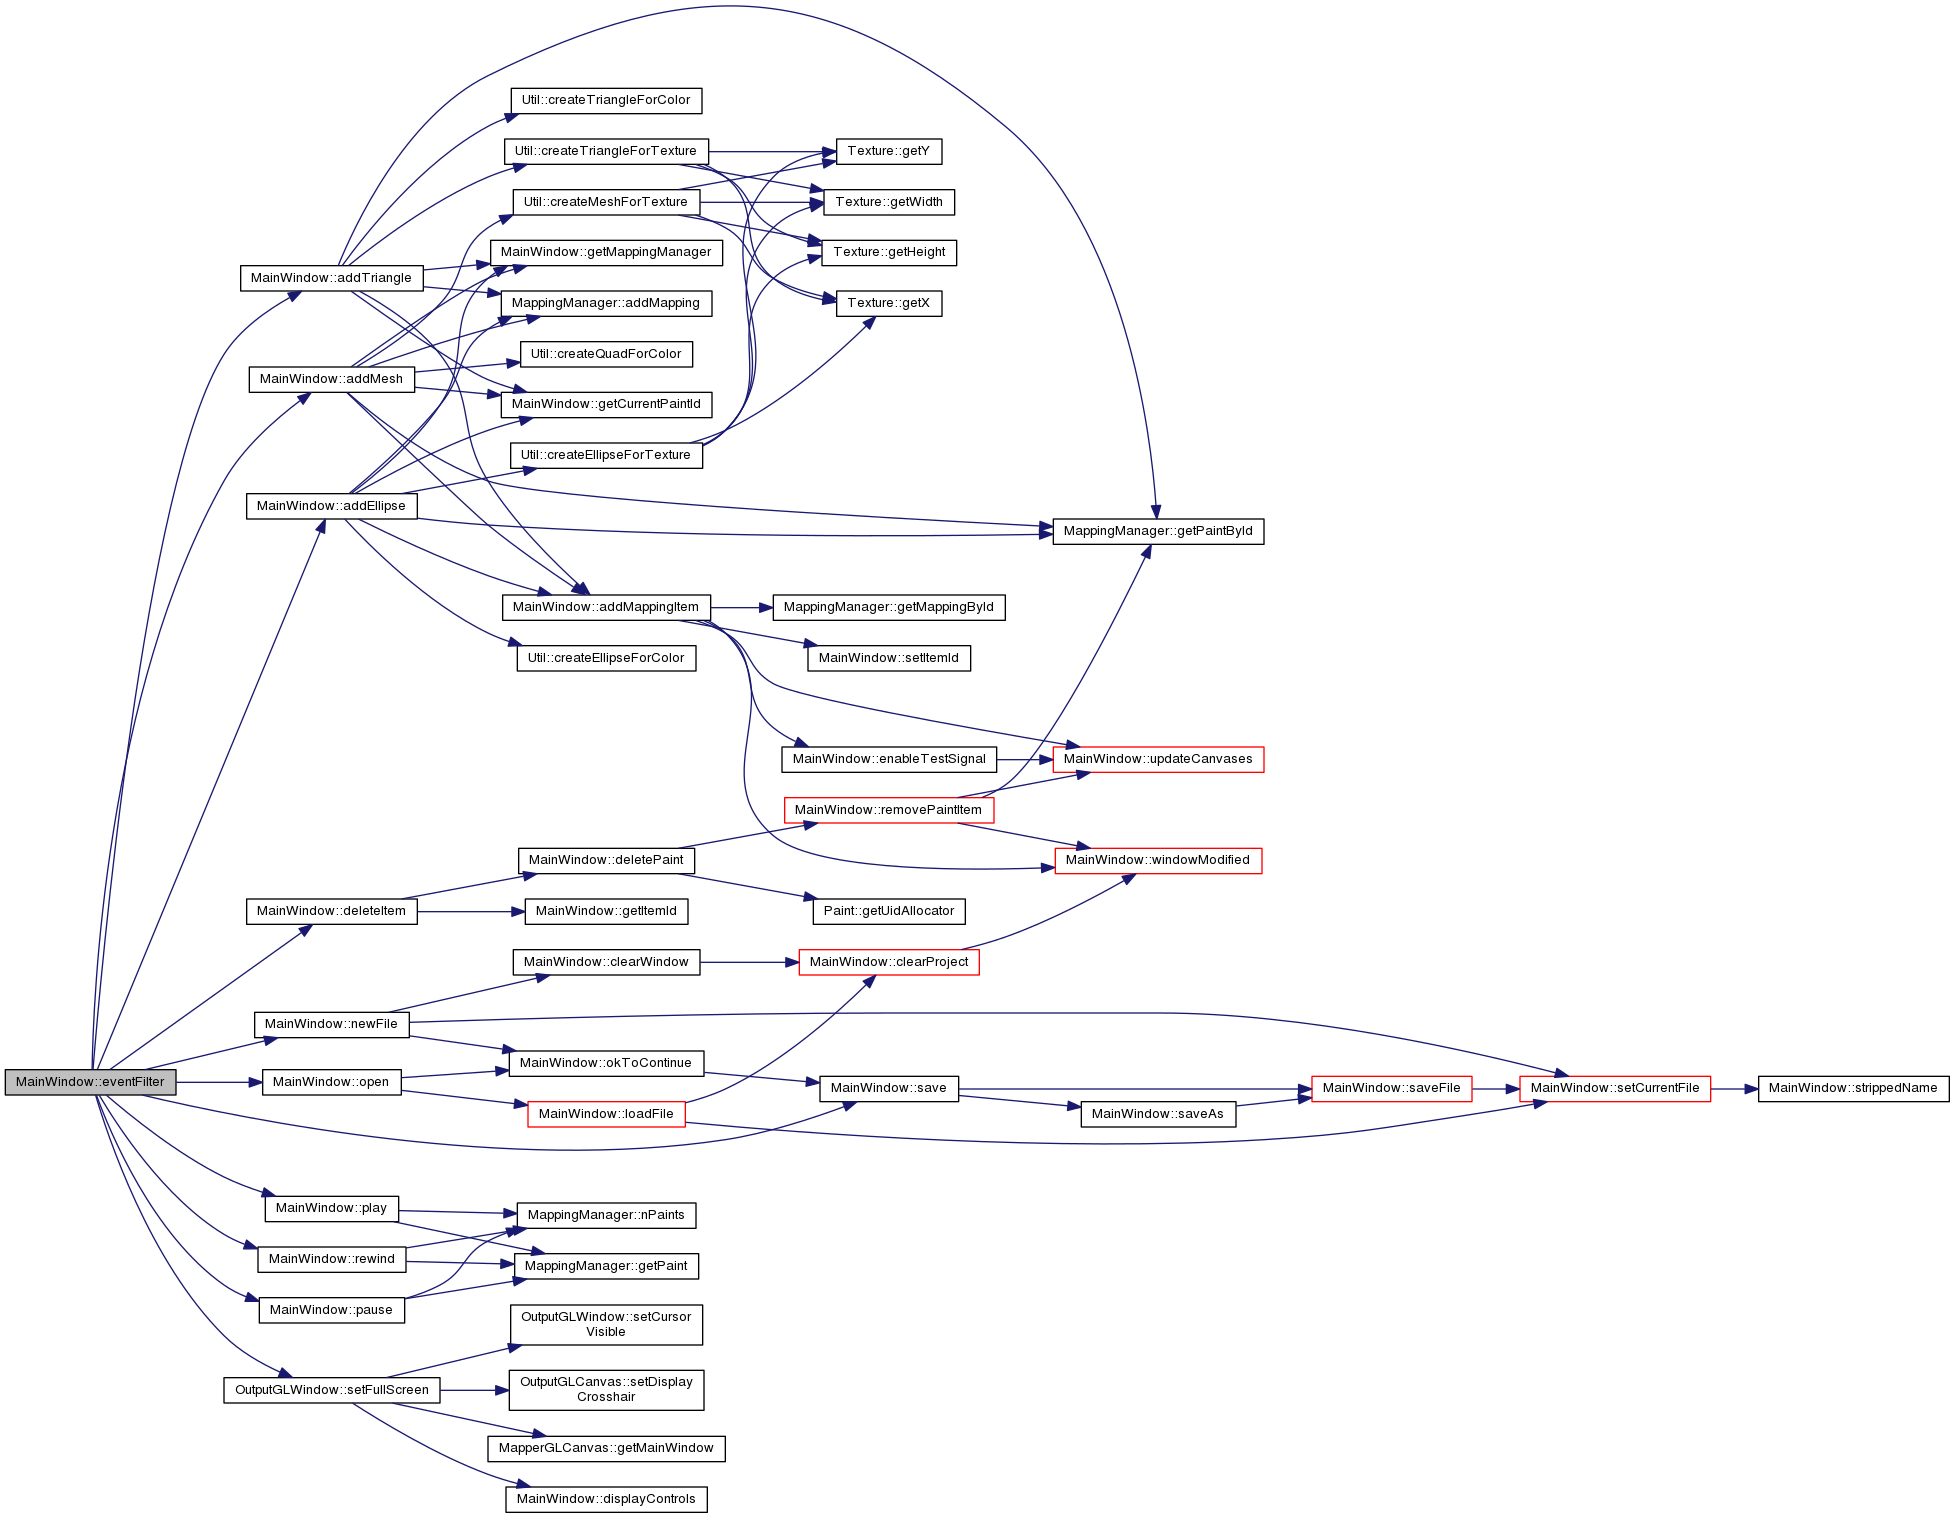 Util::createTriangleForColor
Util::createTriangleForTexture
Texture::getY
Util::createMeshForTexture
Texture::getWidth
MainWindow::getMappingManager
Texture::getHeight
MainWindow::addTriangle
MappingManager::addMapping
Texture::getX
Util::createQuadForColor
MainWindow::addMesh
MainWindow::getCurrentPaintId
Util::createEllipseForTexture
MainWindow::addEllipse
MappingManager::getPaintById
MainWindow::addMappingItem
MappingManager::getMappingById
Util::createEllipseForColor
MainWindow::setItemId
MainWindow::enableTestSignal
MainWindow::updateCanvases
MainWindow::removePaintItem
MainWindow::deletePaint
MainWindow::windowModified
MainWindow::deleteItem
MainWindow::getItemId
Paint::getUidAllocator
MainWindow::clearWindow
MainWindow::clearProject
MainWindow::newFile
MainWindow::okToContinue
MainWindow::eventFilter
MainWindow::open
MainWindow::save
MainWindow::saveFile
MainWindow::setCurrentFile
MainWindow::strippedName
MainWindow::loadFile
MainWindow::saveAs
MainWindow::play
MappingManager::nPaints
MainWindow::rewind
MappingManager::getPaint
MainWindow::pause
OutputGLWindow::setCursor
Visible
OutputGLWindow::setFullScreen
OutputGLCanvas::setDisplay
Crosshair
MapperGLCanvas::getMainWindow
MainWindow::displayControls